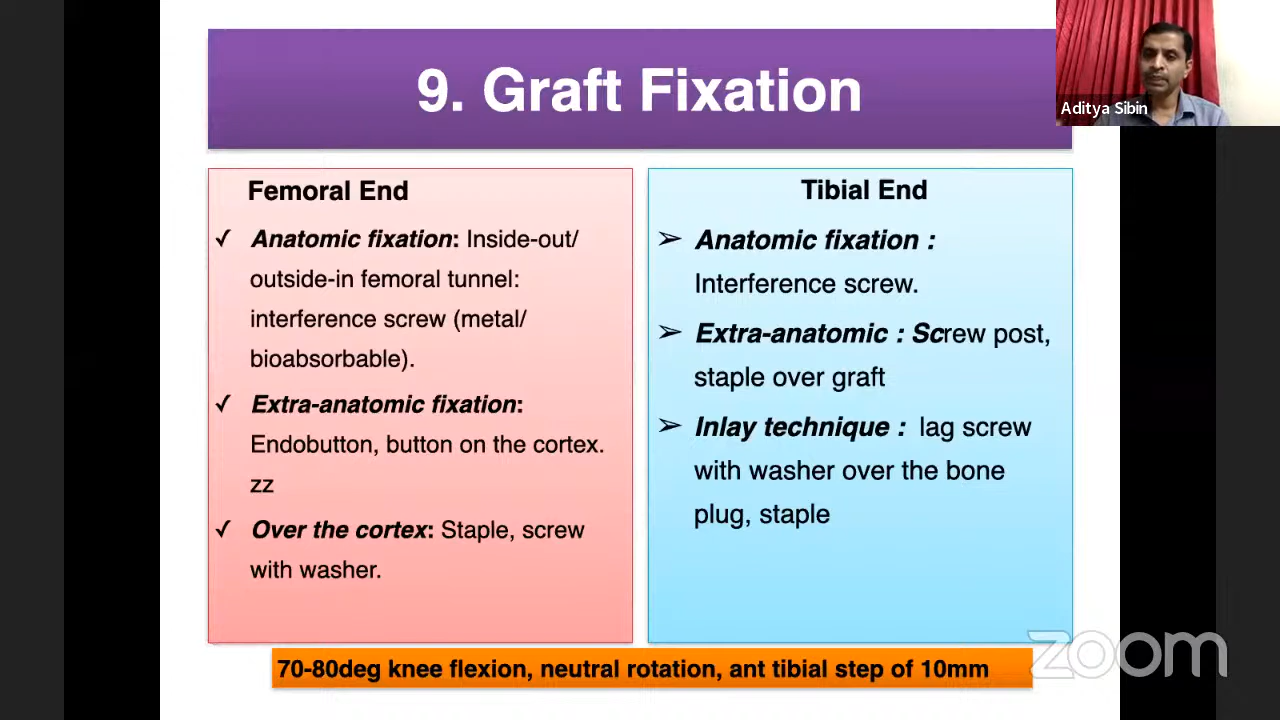 9. Graft Fixation
Aditya Sibin
Femoral End
✓ Anatomic fixation: Inside-out/
outside-in femoral tunnel:
interference screw (metal/
bioabsorbable).
✓ Extra-anatomic fixation:
Endobutton, button on the cortex.
zz
✓ Over the cortex: Staple, screw
with washer.
Tibial End
➢ Anatomic fixation :
Interference screw.
➢ Extra-anatomic : Screw post,
staple over graft
➢ Inlay technique : lag screw
with washer over the bone
plug, staple
70-80deg knee flexion, neutral rotation, ant tibial step of 10mm
zoom